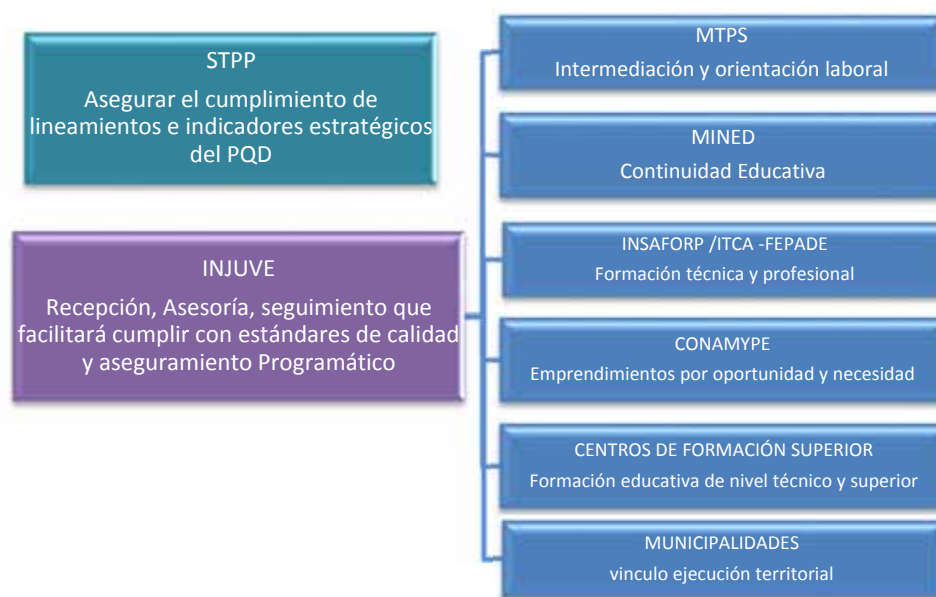 STPP
Asegurar el cumplimiento de
lineamientos e indicadores estratégicos
del PQD
INJUVE
Recepción, Asesoría, seguimiento que
facilitará cumplir con estándares de calidad
y aseguramiento Programático
MTPS
Intermediación y orientación laboral
MINED
Continuidad Educativa
INSAFORP /ITCA -FEPADE
Formación técnica y profesional
CONAMYPE
Emprendimientos por oportunidad y necesidad
CENTROS DE FORMACIÓN SUPERIOR
Formación educativa de nivel técnico y superior
MUNICIPALIDADES
vinculo ejecución territorial